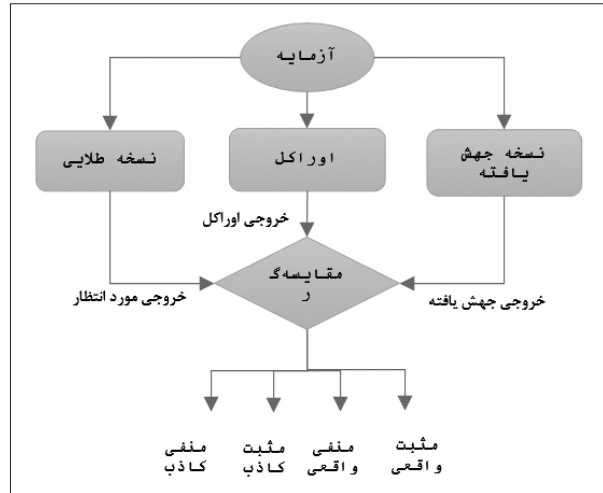 آزمایه
نسخه جهش
یافته
اوراکل
نسخه طلایی
خروجی اوراکل
مقایسه‌گ
ر
خروجی جهش یافته
خروجی مورد انتظار
مثبت
واقعی
منفی
واقعی
مثبت
کاذب
منفی
کاذب